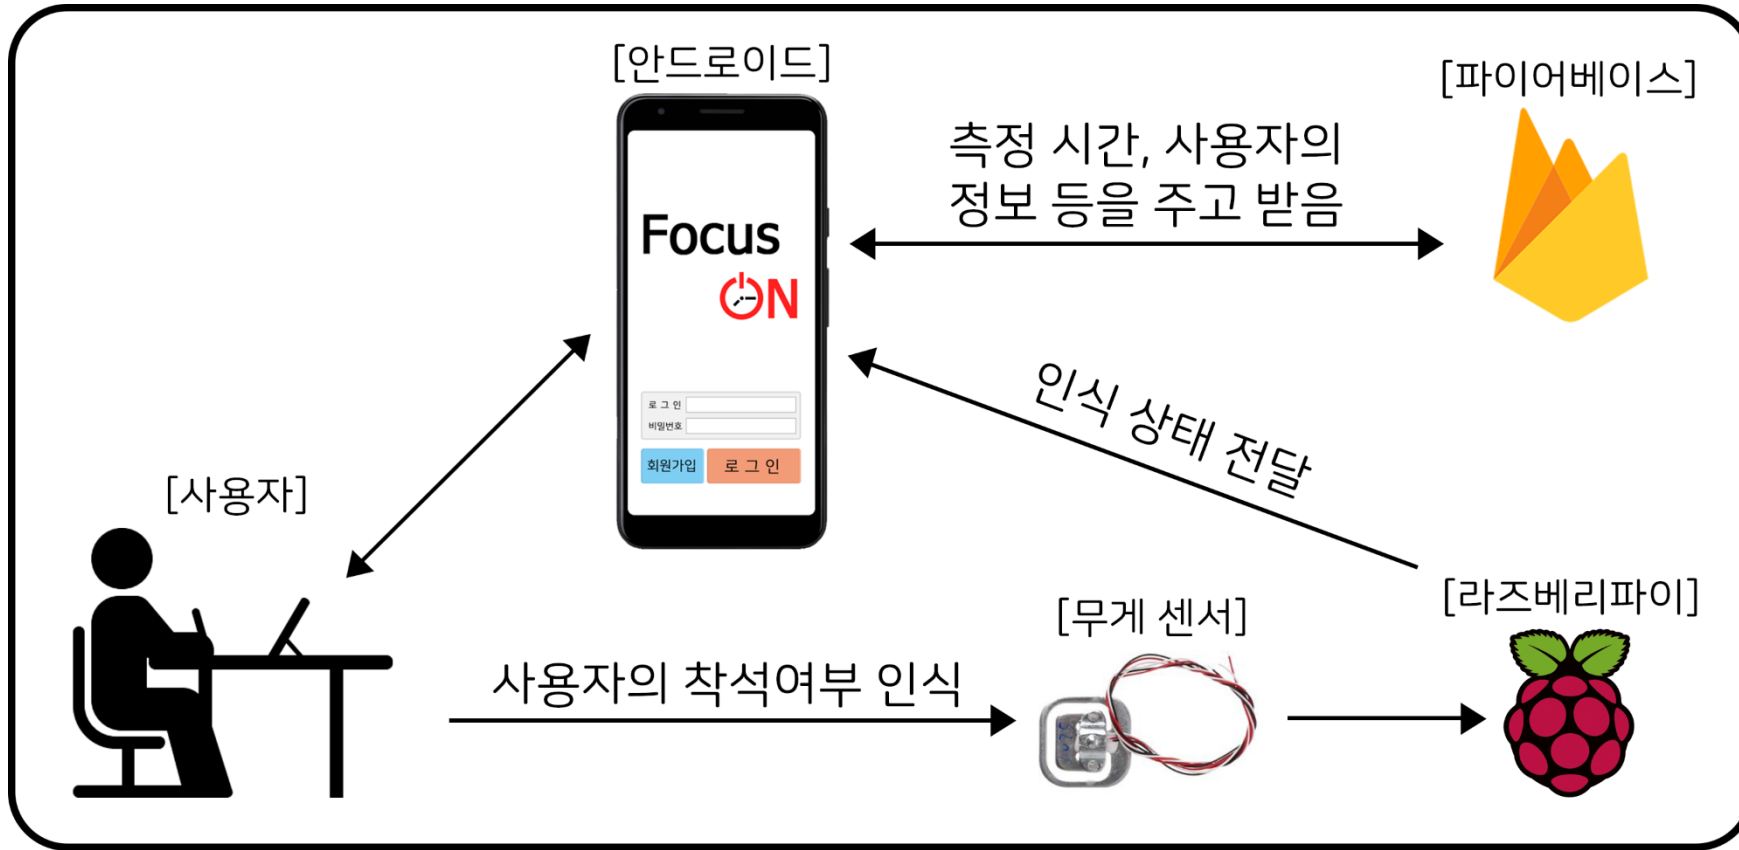 [안드로이드]
[파이어베이스]
측정 시간, 사용자의
정보 등을 주고 받음
Focus
ON
로 그 인
비밀번호
회원가입
로 그 인
인식 상태 전달
[사용자]
[무게 센서]
[라즈베리파이]
사용자의 착석여부 인식